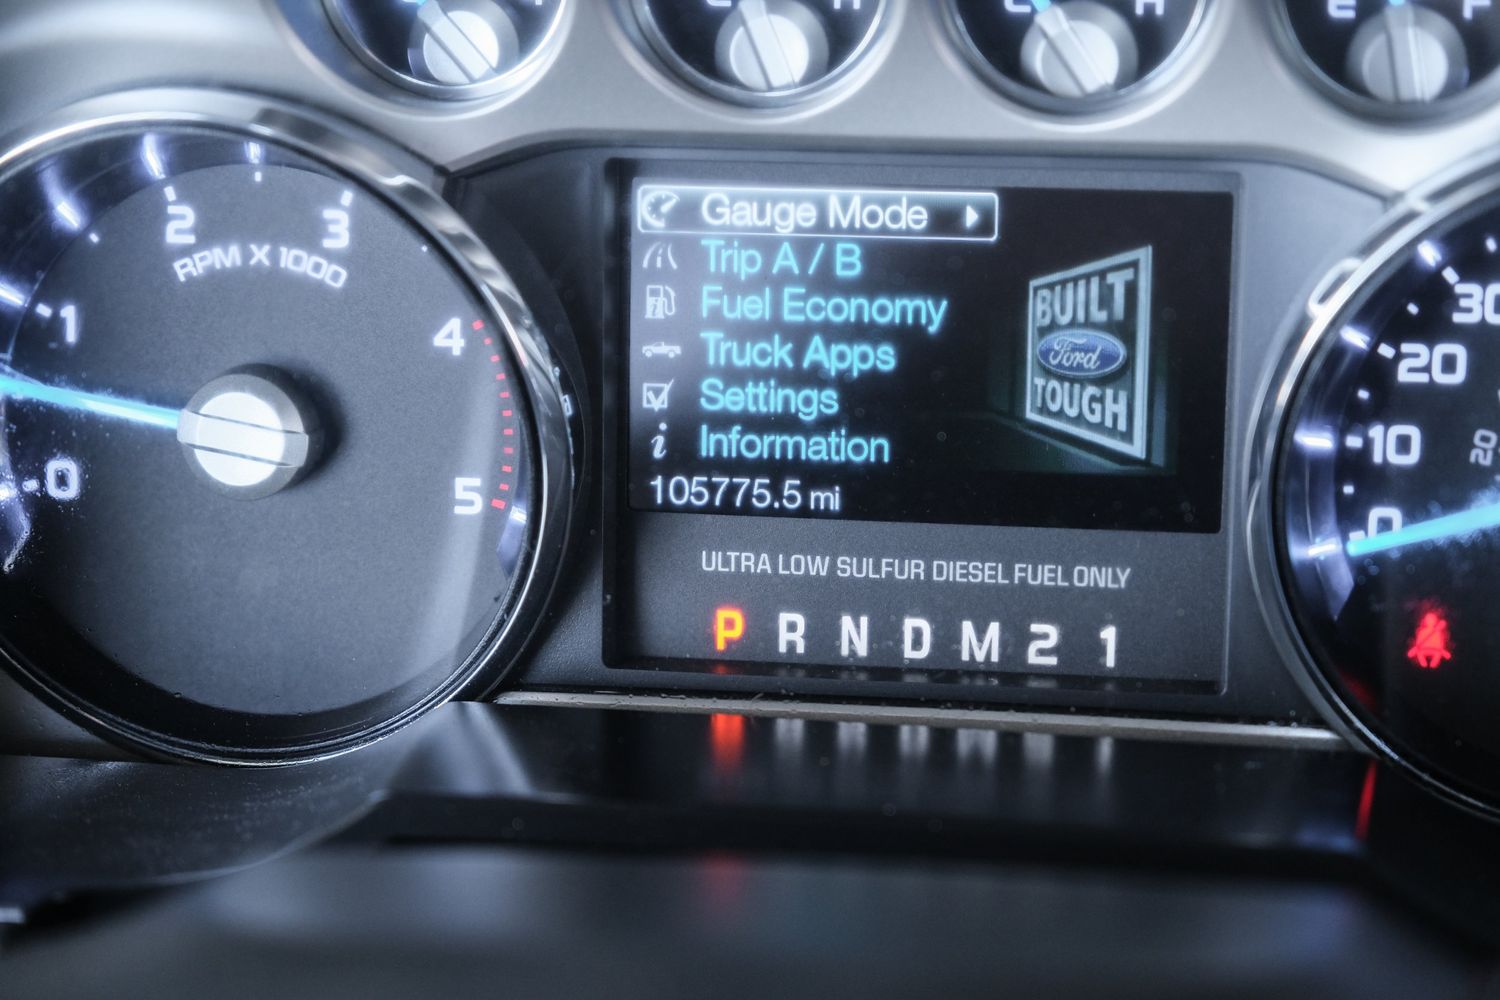 E F
2 3
RPM X 1000
1
4
0
5
Gauge Mode
Trip A / B
Fuel Economy
Truck Apps
Settings
Information
105775.5 mi
BUILT
Ford
TOUGH
ULTRA LOW SULFUR DIESEL FUEL ONLY
P R N D M 2 1
30
20
10
20
0